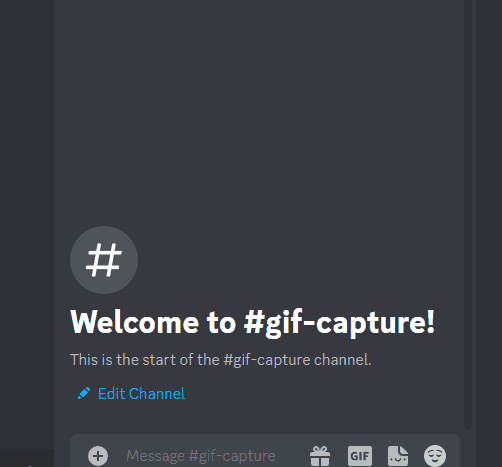 #
Welcome to #gif-capture!
This is the start of the #gif-capture channel.
Edit Channel
Message #gif-capture GIF